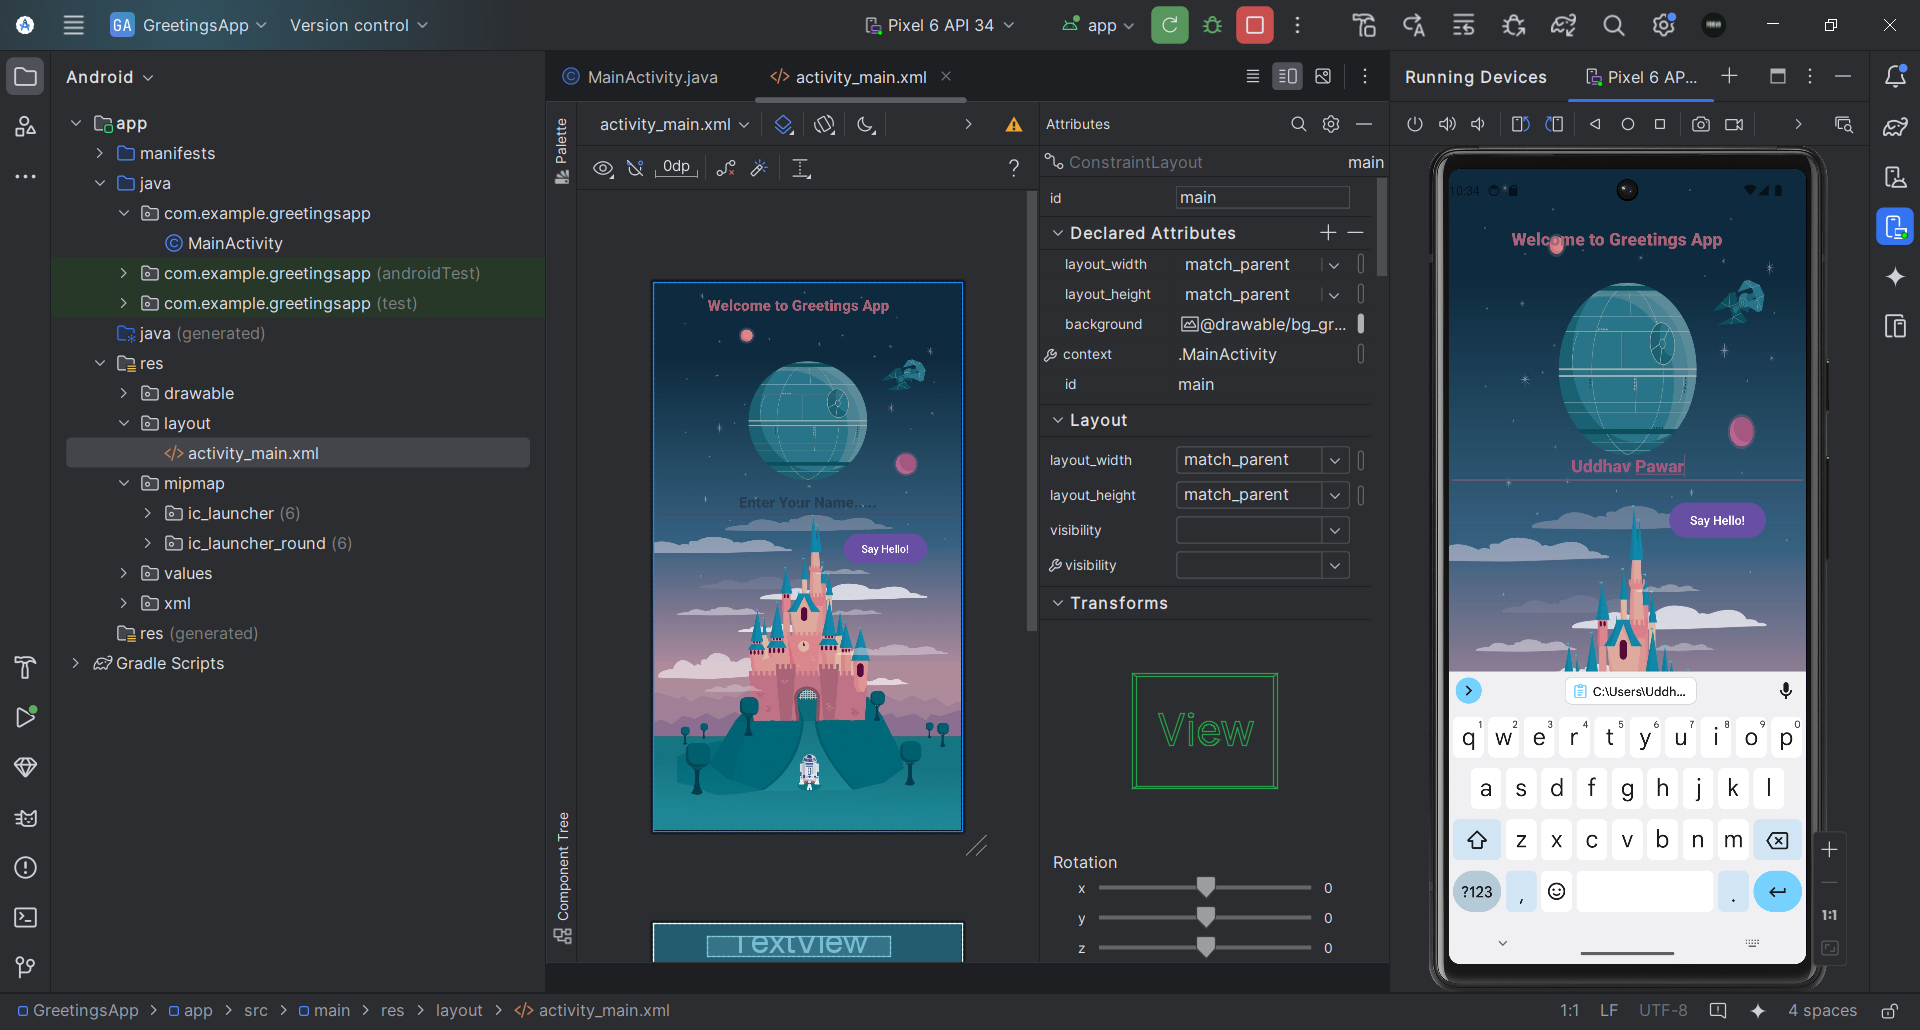 GA GreetingsApp Version control Pixel 6 API 34 app
Android
app
manifests
java
com.example.greetingsapp
MainActivity
com.example.greetingsapp (androidTest)
com.example.greetingsapp (test)
java (generated)
res
drawable
layout
activity_main.xml
mipmap
ic_launcher (6)
ic_launcher_round (6)
values
xml
res (generated)
Gradle Scripts
MainActivity.java activity_main.xml
Palette
activity_main.xml
0dp
?
Welcome to Greetings App
Enter Your Name.....
Say Hello!
Component Tree
TextView
Attributes
ConstraintLayout main
id main
Declared Attributes
layout_width match_parent
layout_height match_parent
background @drawable/bg_gr...
context .MainActivity
id main
Layout
layout_width match_parent
layout_height match_parent
visibility
visibility
Transforms
View
Rotation
x 0
y 0
z 0
Running Devices Pixel 6 AP...
10:34
Welcome to Greetings App
Uddhav Pawar
Say Hello!
C:\Users\Uddh...
q 1 w 2 e 3 r 4 t 5 y 6 u 7 i 8 o 9 p 0
a s d f g h j k l
z x c v b n m
?123 , .
1:1
GreetingsApp > app > src > main > res > layout > activity_main.xml
1:1 LF UTF-8 4 spaces